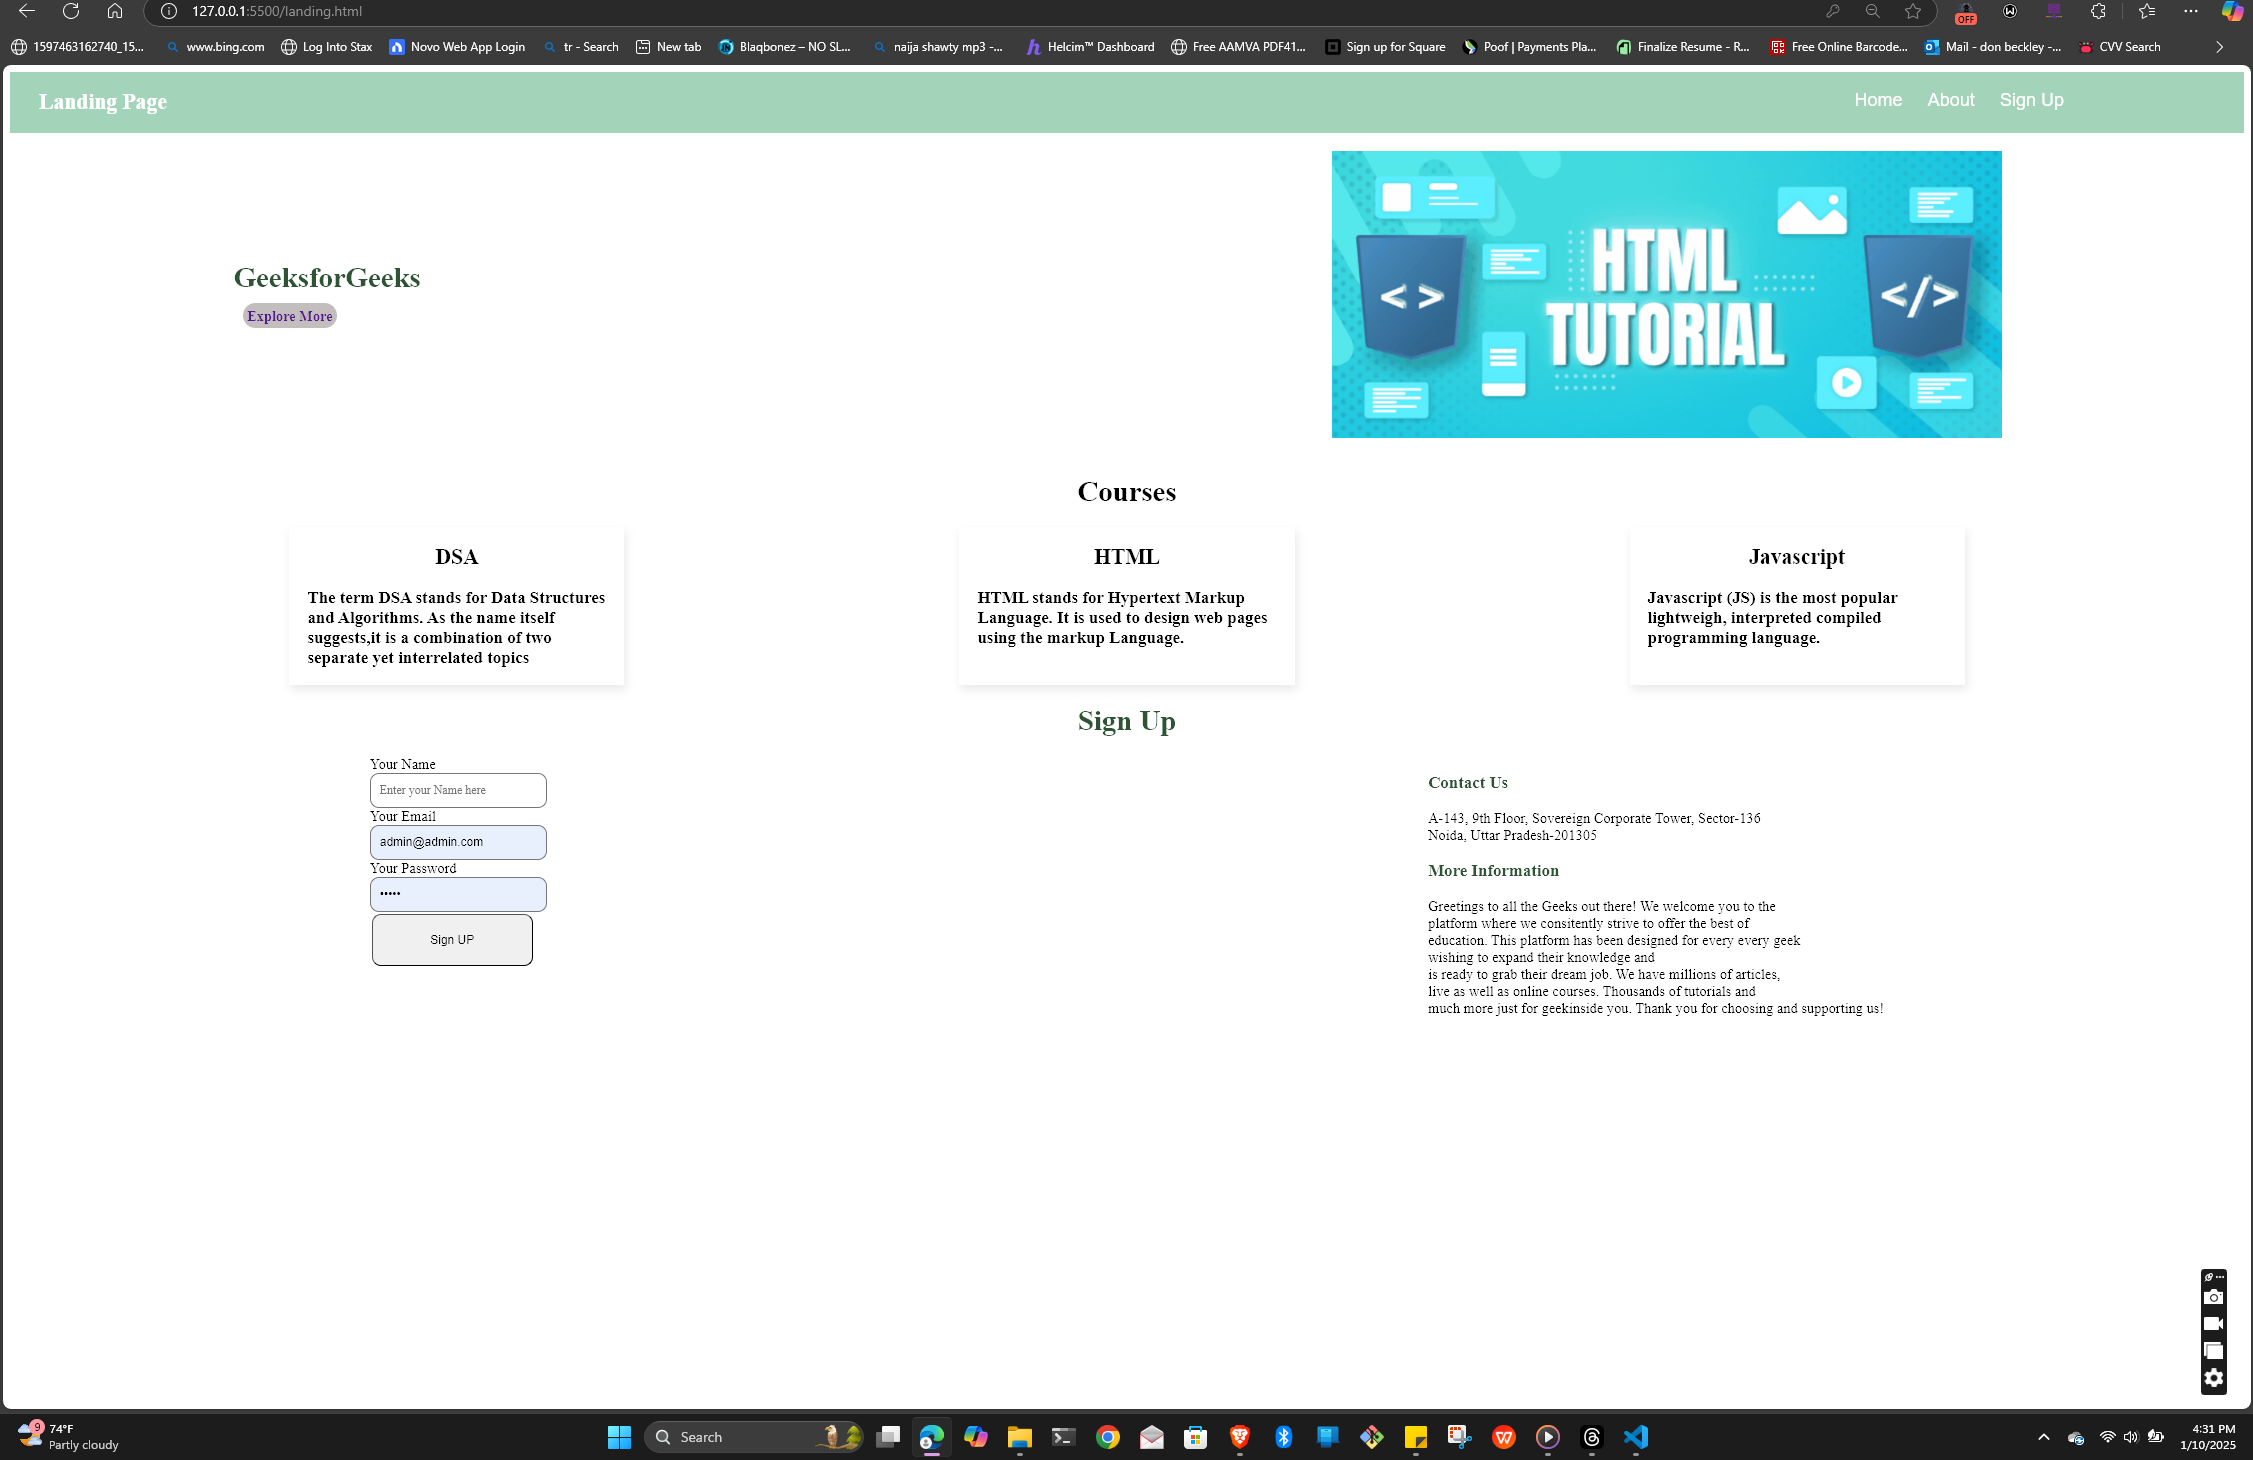 127.0.0.1:5500/landing.html
OFF
1597463162740_15...
www.bing.com
Log Into Stax
Novo Web App Login
tr - Search
New tab
Blaqbonez – NO SL...
naija shawty mp3 -...
Helcim™ Dashboard
Free AAMVA PDF41...
Sign up for Square
Poof | Payments Pla...
Finalize Resume - R...
Free Online Barcode...
Mail - don beckley -...
CVV Search
Landing Page
Home
About
Sign Up
GeeksforGeeks
Explore More
HTML
TUTORIAL
< >
</>
Courses
DSA
The term DSA stands for Data Structures
and Algorithms. As the name itself
suggests,it is a combination of two
separate yet interrelated topics
HTML
HTML stands for Hypertext Markup
Language. It is used to design web pages
using the markup Language.
Javascript
Javascript (JS) is the most popular
lightweigh, interpreted compiled
programming language.
Sign Up
Your Name
Enter your Name here
Your Email
admin@admin.com
Your Password
•••••
Sign UP
Contact Us
A-143, 9th Floor, Sovereign Corporate Tower, Sector-136
Noida, Uttar Pradesh-201305
More Information
Greetings to all the Geeks out there! We welcome you to the
platform where we consitently strive to offer the best of
education. This platform has been designed for every every geek
wishing to expand their knowledge and
is ready to grab their dream job. We have millions of articles,
live as well as online courses. Thousands of tutorials and
much more just for geekinside you. Thank you for choosing and supporting us!
9
74°F
Partly cloudy
Search
4:31 PM
1/10/2025